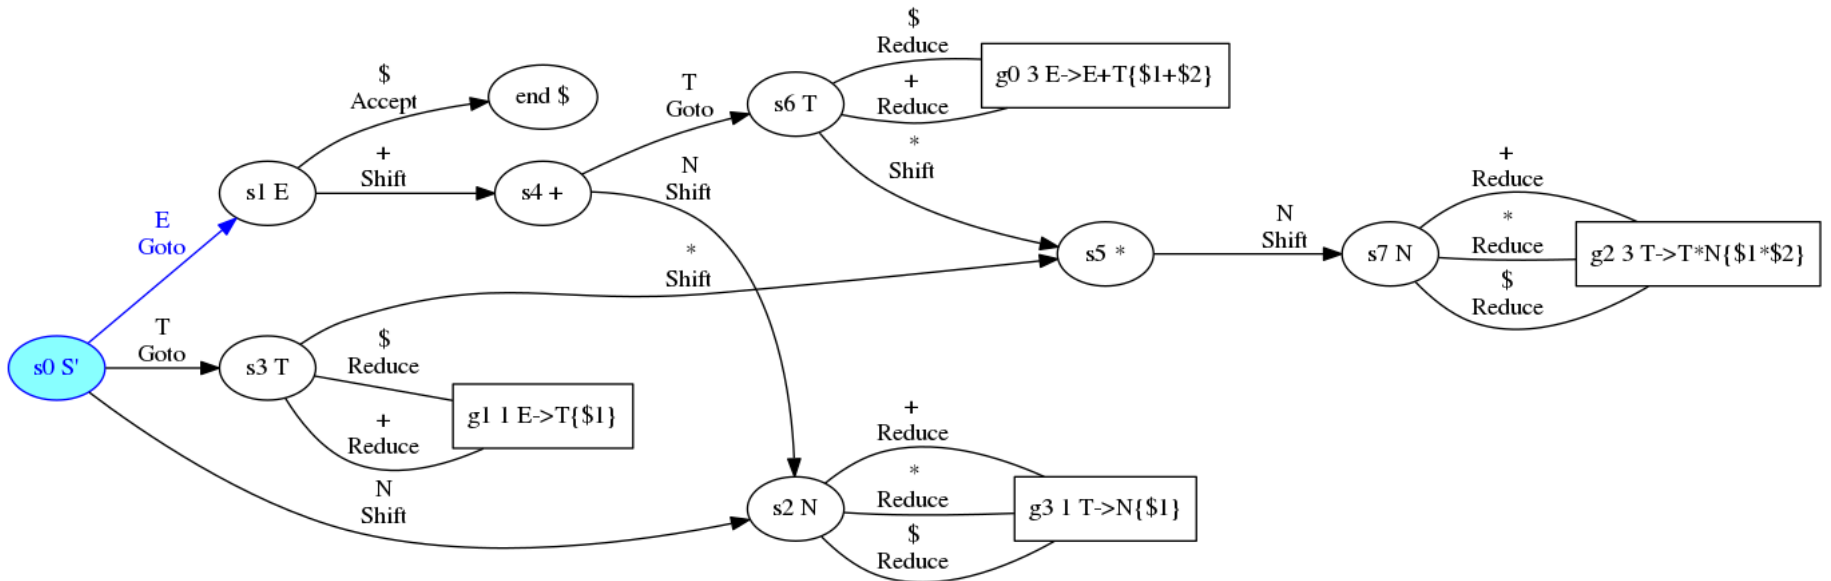 $
Reduce
g0 3 E->E+T{$1+$2}
+
Reduce
$
Accept
end $
T
Goto
s6 T
*
Shift
+
Shift
s1 E
s4 +
N
Shift
E
Goto
*
Shift
s5 *
N
Shift
s7 N
+
Reduce
*
Reduce
$
Reduce
g2 3 T->T*N{$1*$2}
s0 S'
T
Goto
s3 T
$
Reduce
+
Reduce
g1 1 E->T{$1}
N
Shift
s2 N
+
Reduce
*
Reduce
$
Reduce
g3 1 T->N{$1}